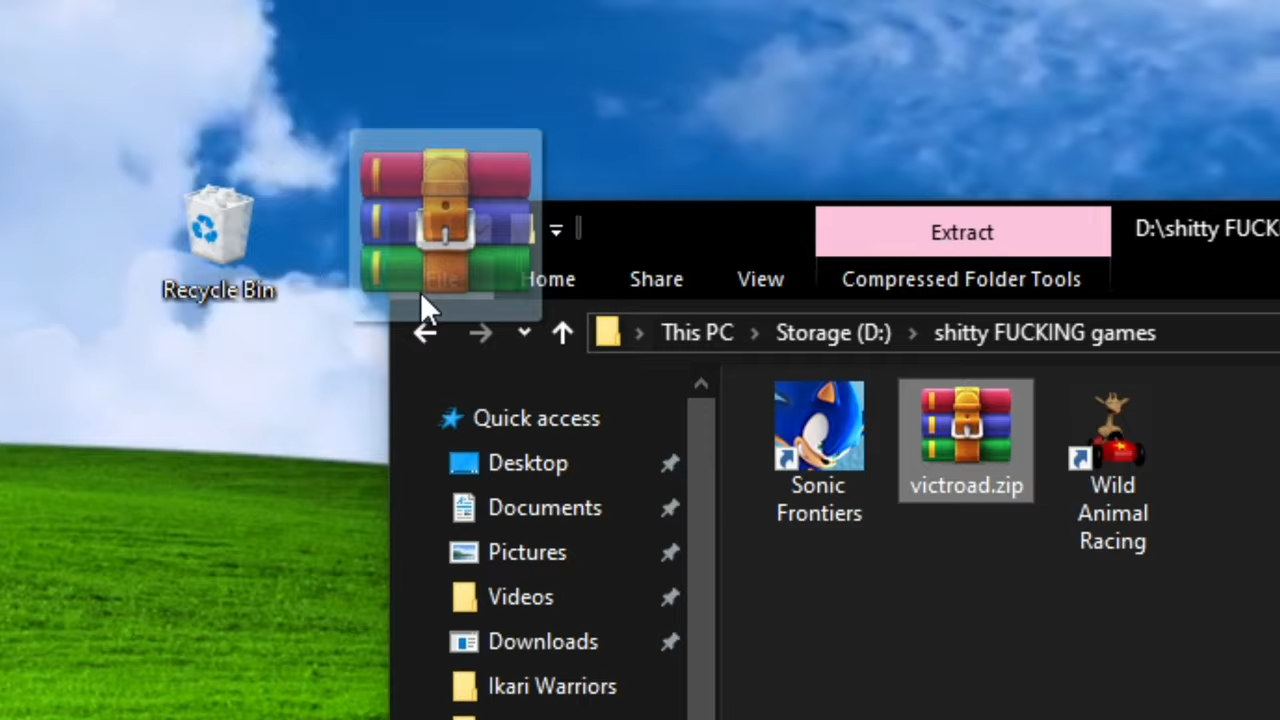 Recycle Bin
File
Home
Share
View
Extract
Compressed Folder Tools
D:\shitty FUCK
This PC
Storage (D:)
shitty FUCKING games
Quick access
Desktop
Documents
Pictures
Videos
Downloads
Ikari Warriors
Sonic
Frontiers
victroad.zip
Wild
Animal
Racing